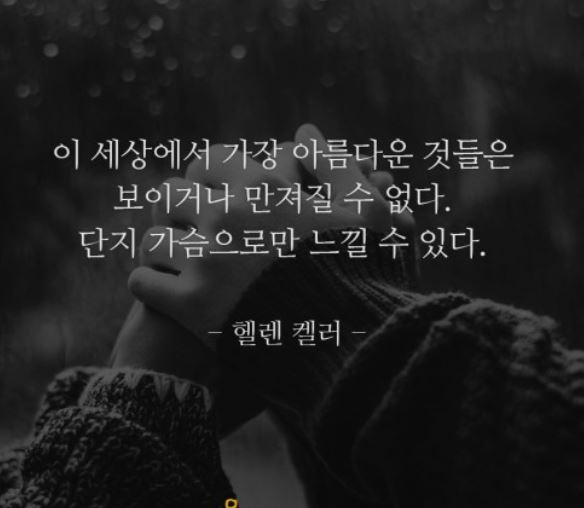 이 세상에서 가장 아름다운 것들은
보이거나 만져질 수 없다.
단지 가슴으로만 느낄 수 있다.
- 헬렌 켈러 -